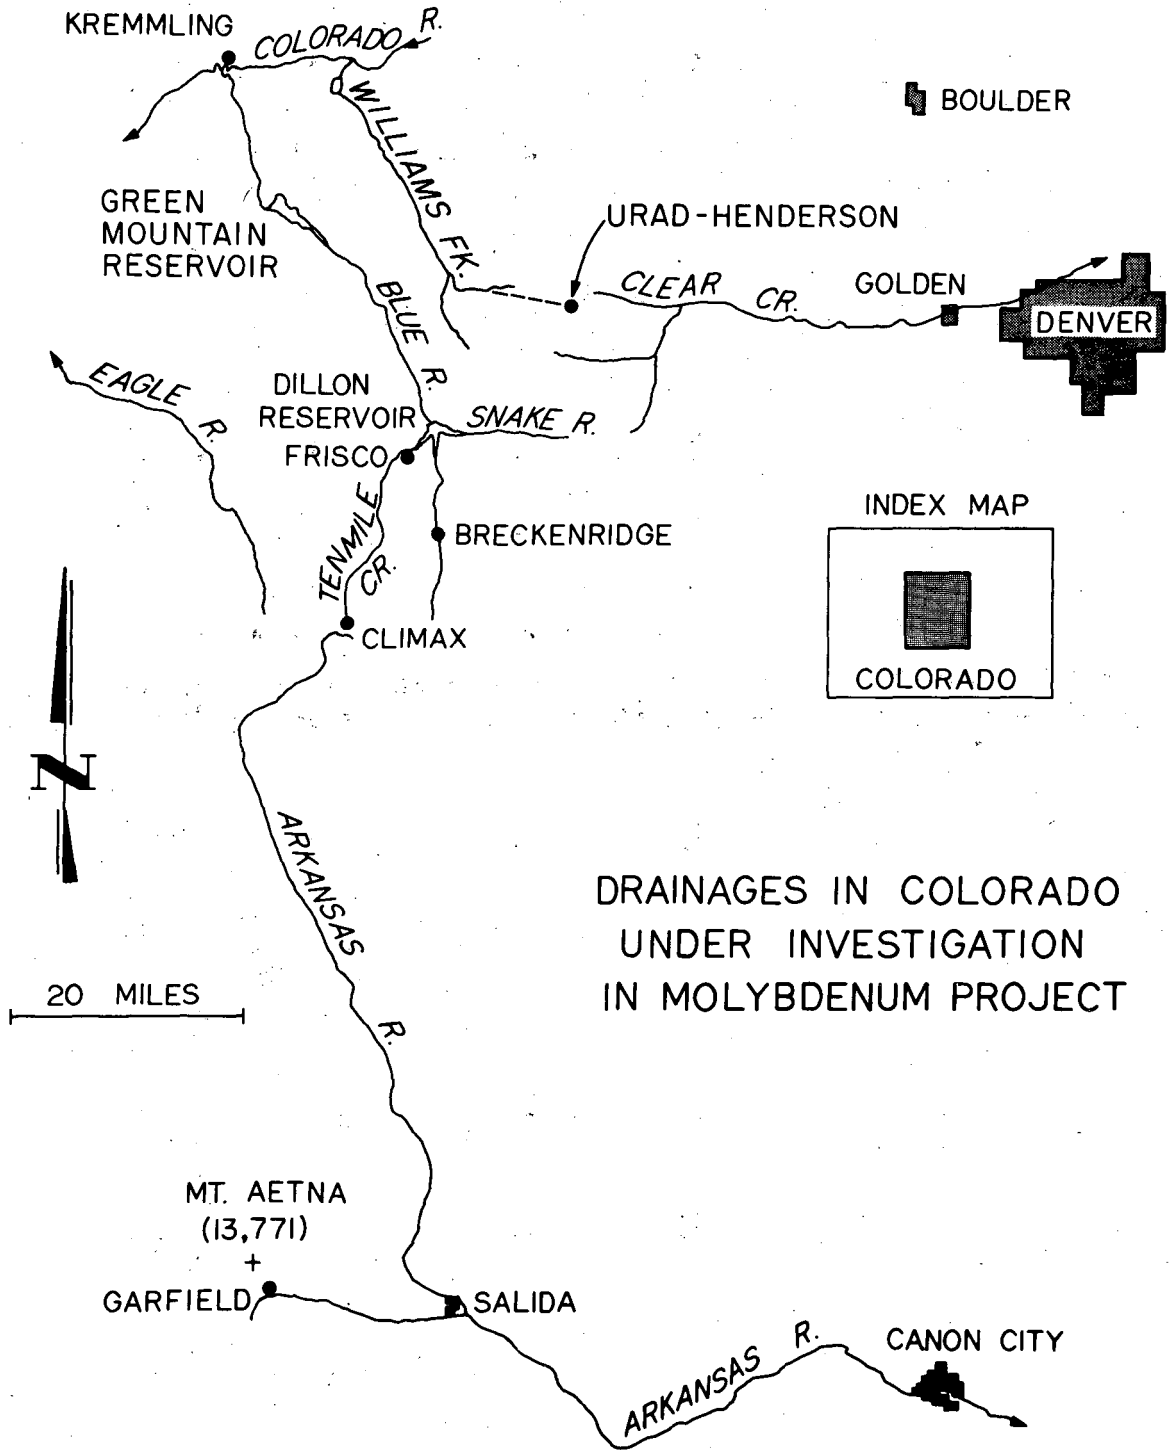 KREMMLING
COLORADO R.
BOULDER
WILLIAMS FK.
GREEN
MOUNTAIN
RESERVOIR
URAD-HENDERSON
CLEAR CR.
GOLDEN
DENVER
BLUE R.
EAGLE R.
DILLON
RESERVOIR
SNAKE R.
FRISCO
TENMILE
CR.
BRECKENRIDGE
INDEX MAP
COLORADO
CLIMAX
N
ARKANSAS R.
DRAINAGES IN COLORADO
UNDER INVESTIGATION
IN MOLYBDENUM PROJECT
20 MILES
MT. AETNA
(13,771)
GARFIELD
SALIDA
ARKANSAS R.
CANON CITY